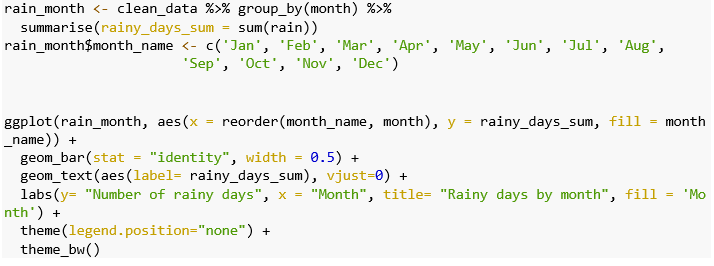 rain_month <- clean_data %>% group_by(month) %>%
  summarise(rainy_days_sum = sum(rain))
rain_month$month_name <- c('Jan', 'Feb', 'Mar', 'Apr', 'May', 'Jun', 'Jul', 'Aug',
                       'Sep', 'Oct', 'Nov', 'Dec')
ggplot(rain_month, aes(x = reorder(month_name, month), y = rainy_days_sum, fill = month
_name)) +
  geom_bar(stat = "identity", width = 0.5) +
  geom_text(aes(label= rainy_days_sum), vjust=0) +
  labs(y= "Number of rainy days", x = "Month", title= "Rainy days by month", fill = 'Mo
nth') +
  theme(legend.position="none") +
  theme_bw()